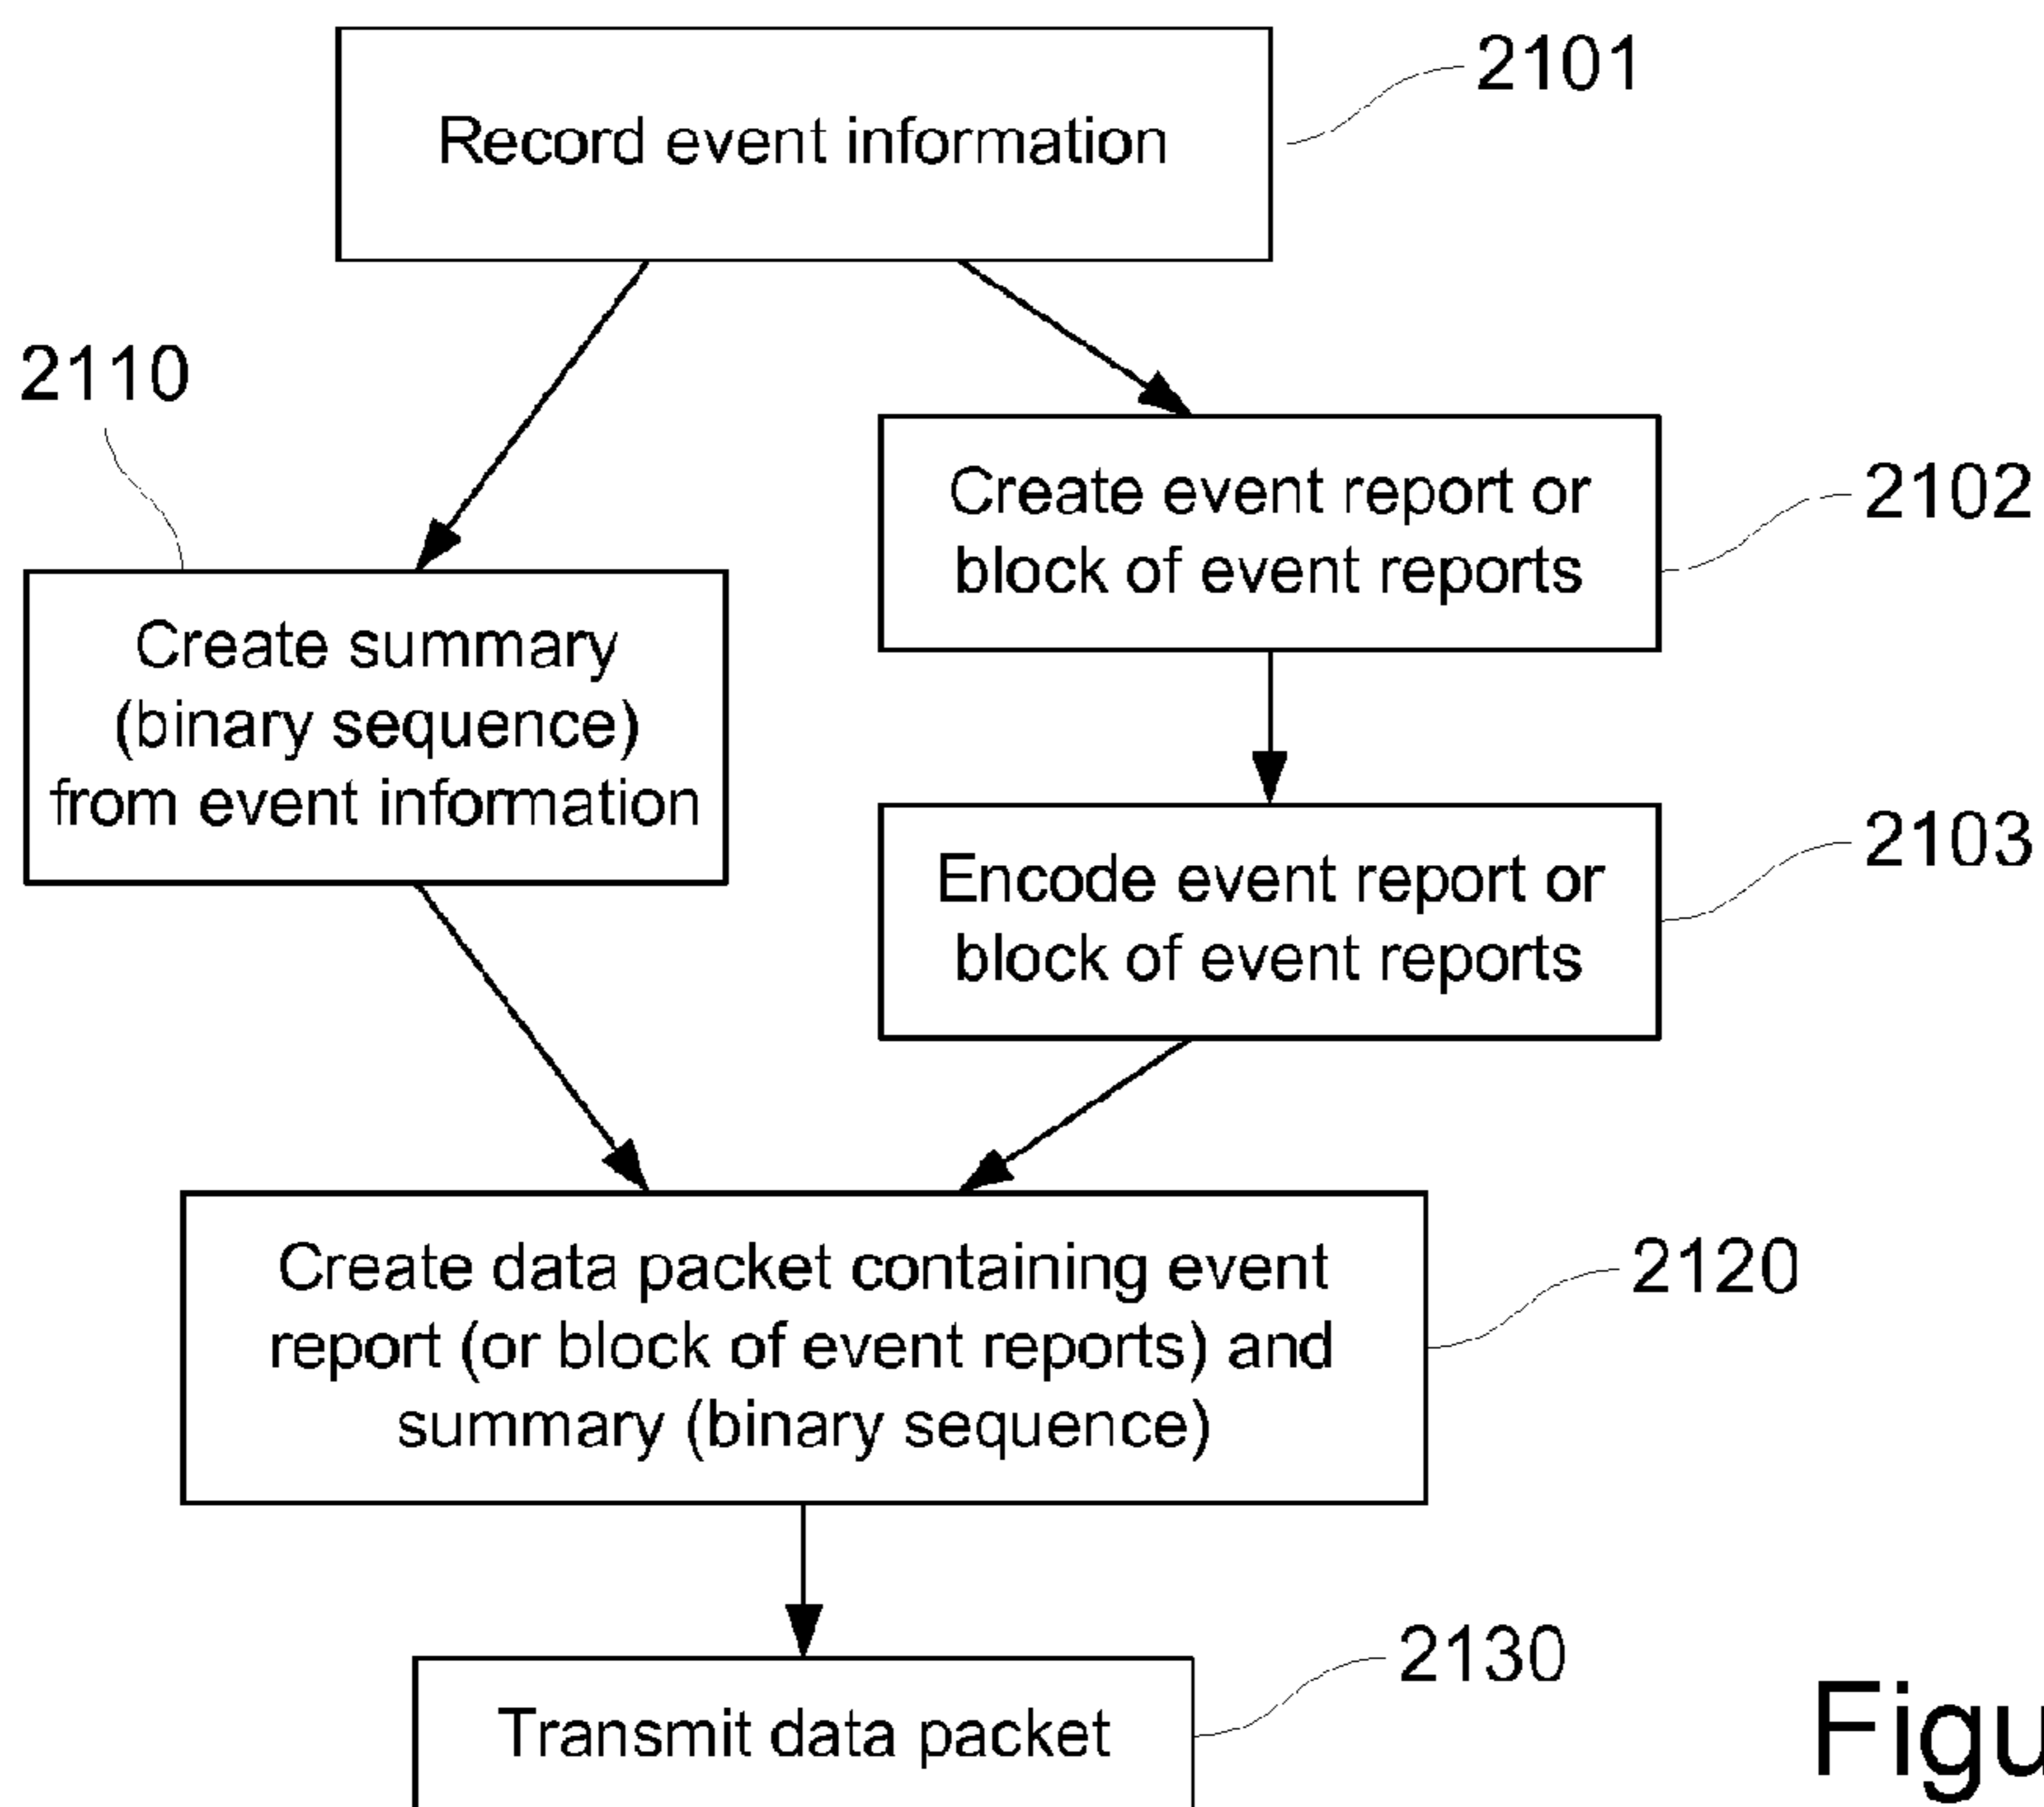 Record event information
2101
2110
Create event report or
block of event reports
2102
Create summary
(binary sequence)
from event information
Encode event report or
block of event reports
2103
Create data packet containing event
report (or block of event reports) and
summary (binary sequence)
2120
Transmit data packet
2130